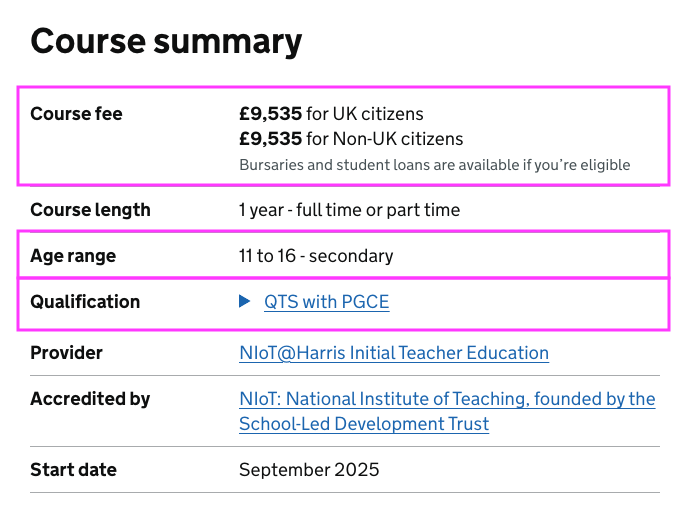 Course summary
Course fee
£9,535 for UK citizens
£9,535 for Non-UK citizens
Bursaries and student loans are available if you're eligible
Course length
1 year - full time or part time
Age range
11 to 16 - secondary
Qualification
QTS with PGCE
Provider
NIoT@Harris Initial Teacher Education
Accredited by
NIoT: National Institute of Teaching, founded by the
School-Led Development Trust
Start date
September 2025